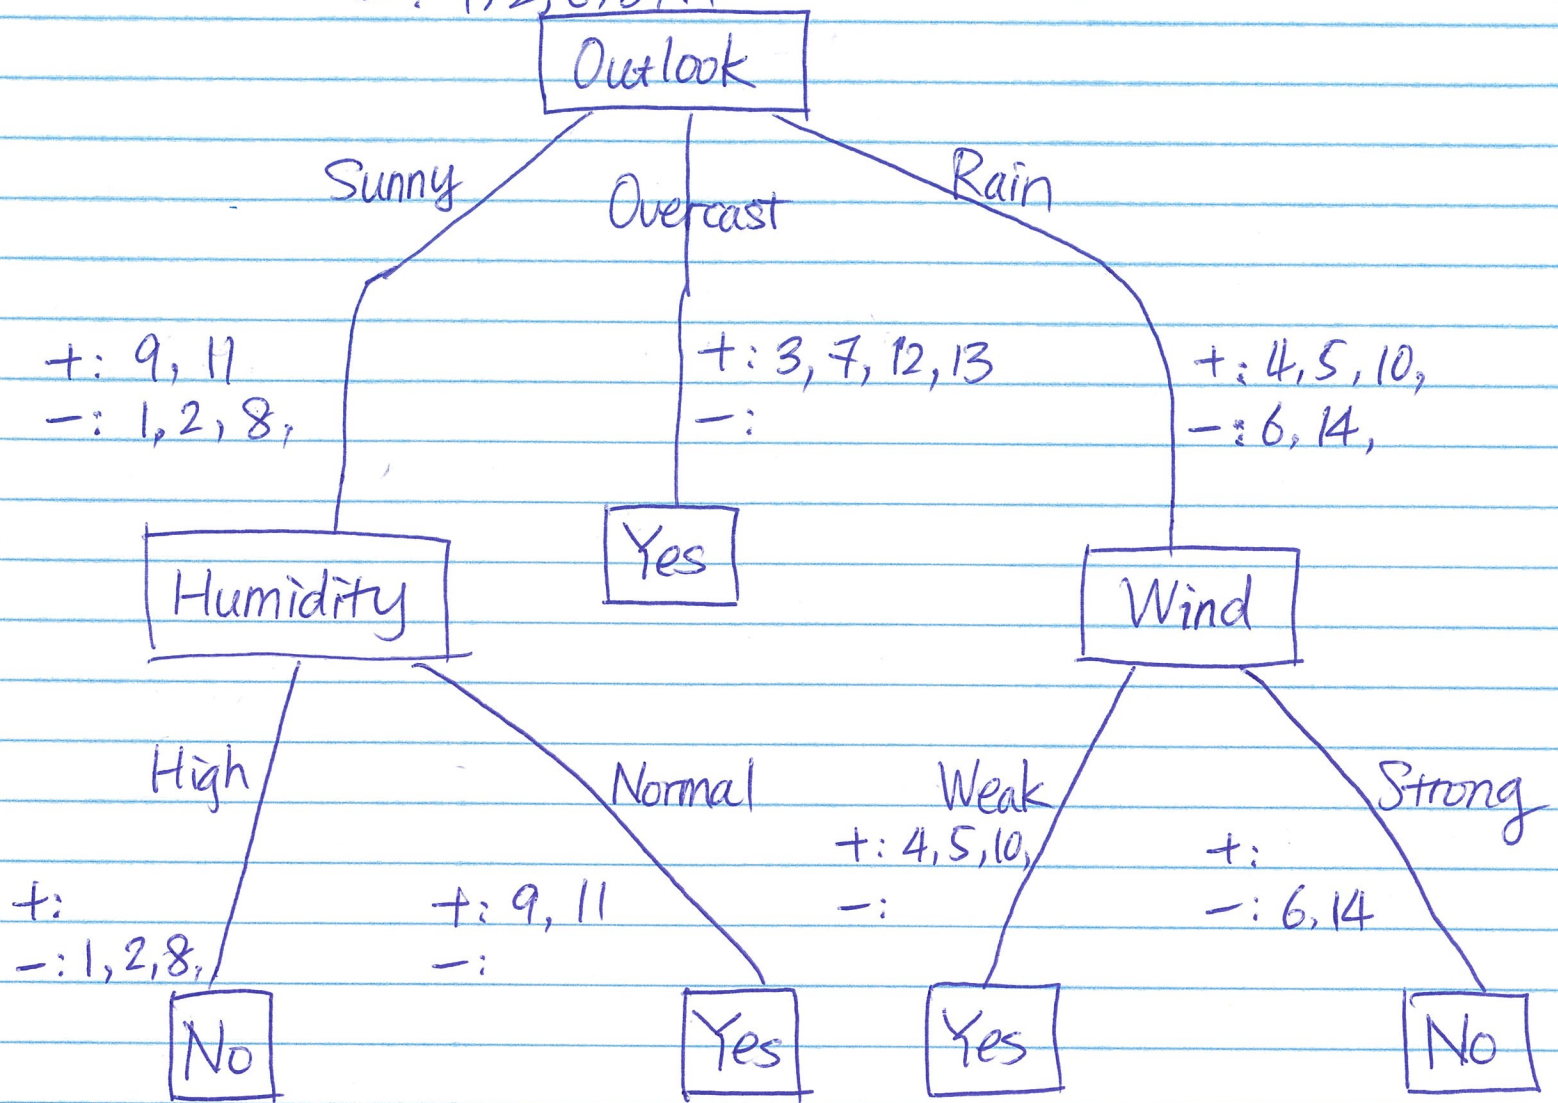 Outlook
Sunny
Overcast
Rain
+: 9, 11
-: 1, 2, 8,
+: 3, 7, 12, 13
-:
+: 4, 5, 10,
-: 6, 14,
Humidity
Yes
Wind
High
Normal
Weak
Strong
+:
-: 1, 2, 8,
+: 9, 11
-:
+: 4, 5, 10,
-:
+:
-: 6, 14
No
Yes
Yes
No